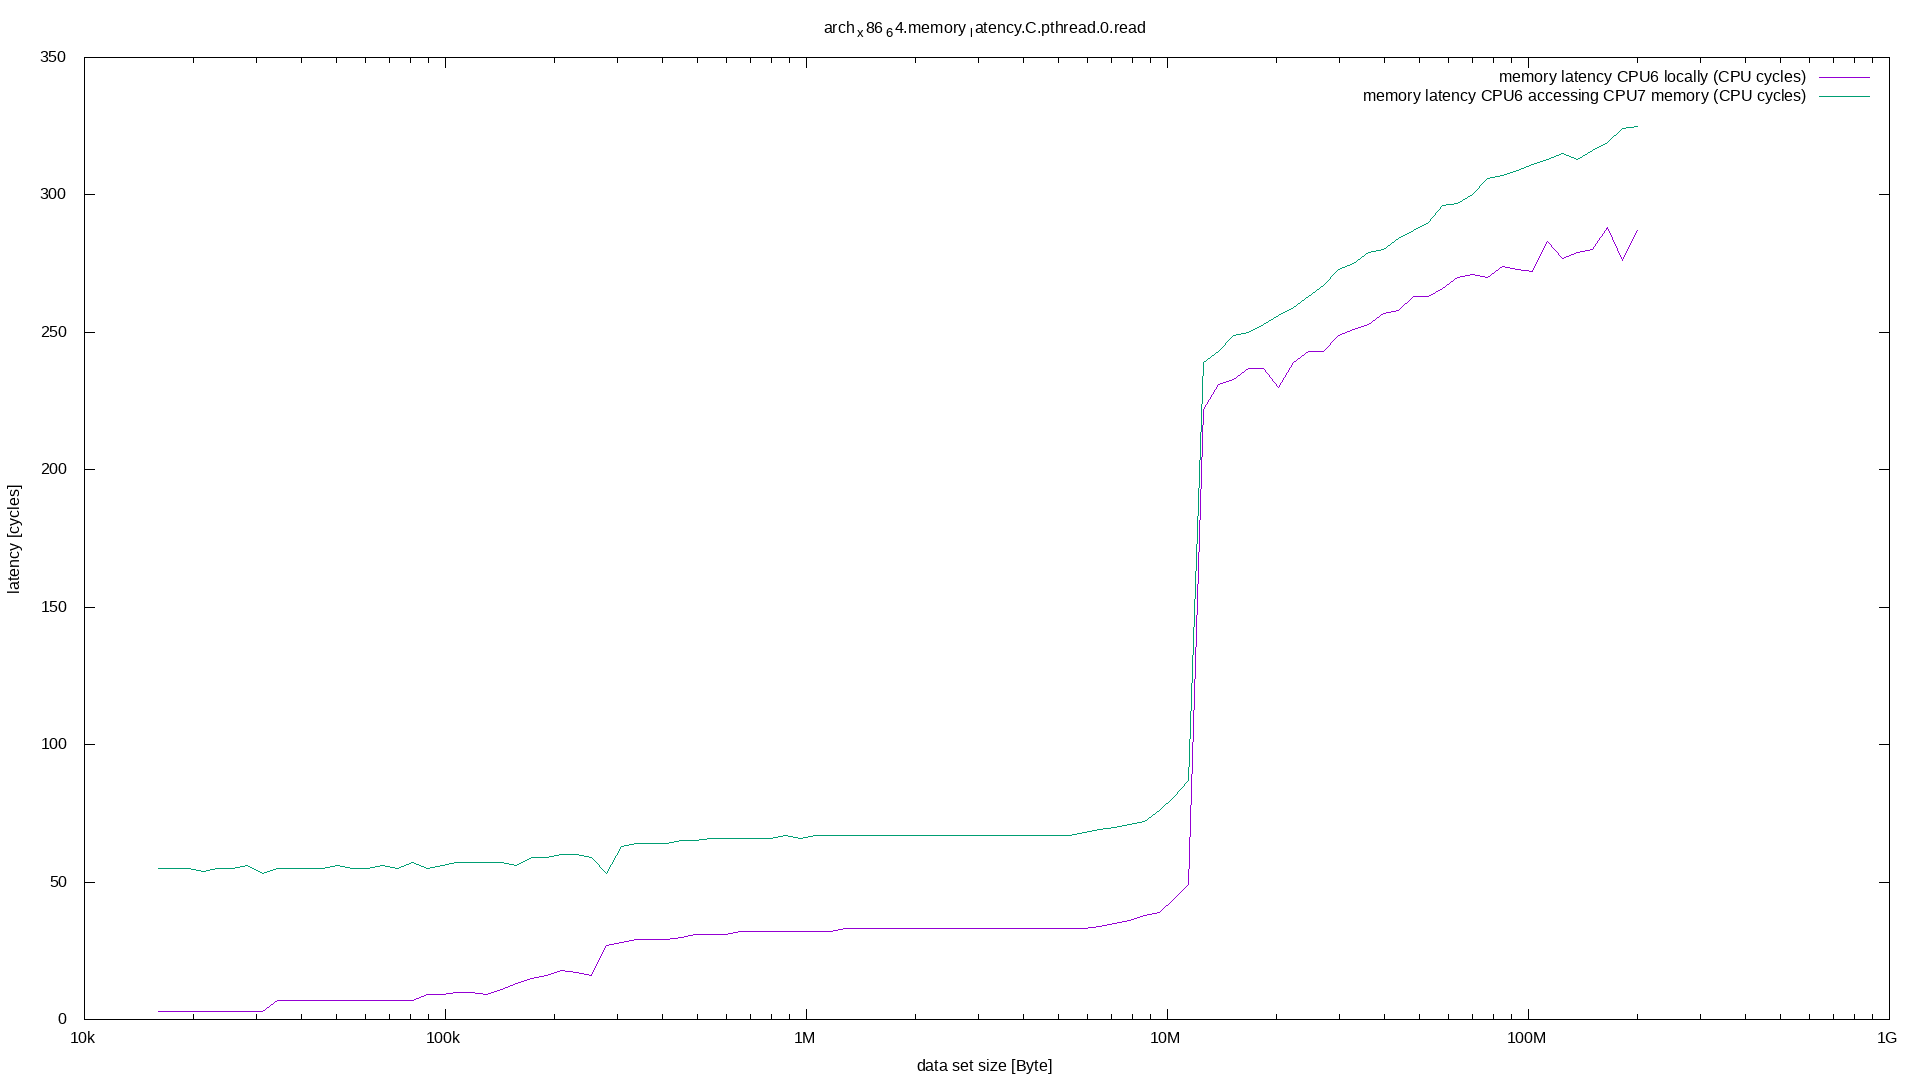 arch x 86 6 4.memory l atency.C.pthread.0.read
memory latency CPU6 locally (CPU cycles)
memory latency CPU6 accessing CPU7 memory (CPU cycles)
350
300
250
200
150
100
50
0
latency [cycles]
10k 100k 1M 10M 100M 1G
data set size [Byte]